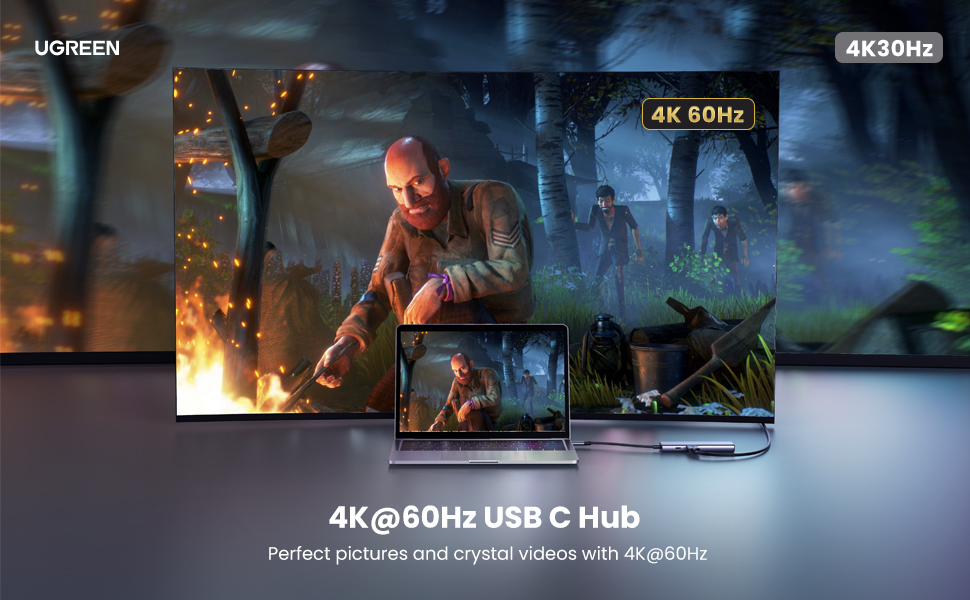 UGREEN
4K30Hz
4K 60Hz
4K@60Hz USB C Hub
Perfect pictures and crystal videos with 4K@60Hz